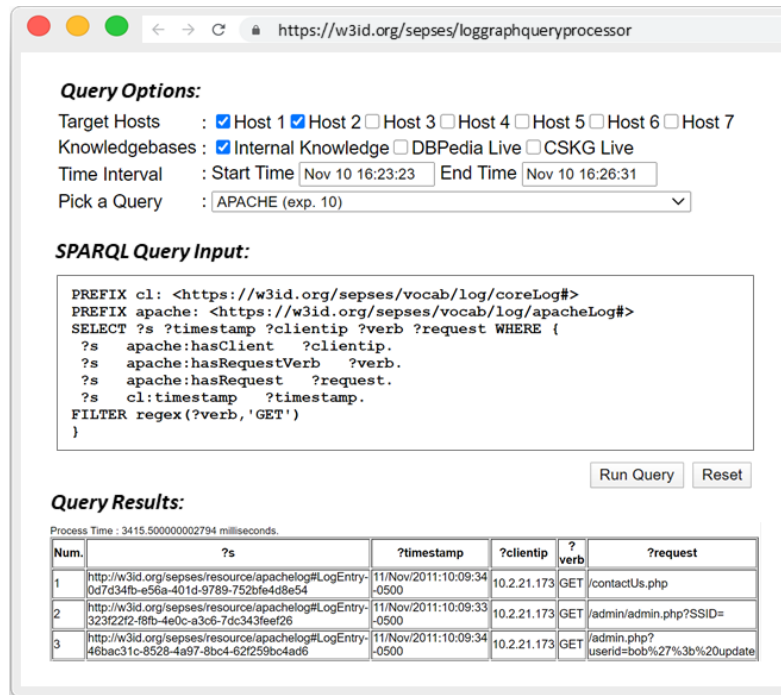 https://w3id.org/sepses/loggraphqueryprocessor
Query Options:
Target Hosts : Host 1 Host 2 Host 3 Host 4 Host 5 Host 6 Host 7
Knowledgebases : Internal Knowledge DBPedia Live CSKG Live
Time Interval : Start Time Nov 10 16:23:23 End Time Nov 10 16:26:31
Pick a Query : APACHE (exp. 10)
SPARQL Query Input:
PREFIX cl: <https://w3id.org/sepses/vocab/log/coreLog#>
PREFIX apache: <https://w3id.org/sepses/vocab/log/apacheLog#>
SELECT ?s ?timestamp ?clientip ?verb ?request WHERE {
?s apache:hasClient ?clientip.
?s apache:hasRequestVerb ?verb.
?s apache:hasRequest ?request.
?s cl:timestamp ?timestamp.
FILTER regex(?verb,'GET')
}
Run Query Reset
Query Results:
Process Time : 3415.500000002794 milliseconds.
Num. ?s ?timestamp ?clientip ? verb ?request
1 http://w3id.org/sepses/resource/apachelog#LogEntry- 11/Nov/2011:10:09:34 10.2.21.173 GET /contactUs.php
0d7d34fb-e56a-401d-9789-752bfe4d8e54 -0500
2 http://w3id.org/sepses/resource/apachelog#LogEntry- 11/Nov/2011:10:09:33 10.2.21.173 GET /admin/admin.php?SSID=
323f22f2-f8fb-4e0c-a3c6-7dc343feef26 -0500
3 http://w3id.org/sepses/resource/apachelog#LogEntry- 11/Nov/2011:10:09:34 10.2.21.173 GET /admin.php?
46bac31c-8528-4a97-8bc4-62f259bc4ad6 -0500 userid=bob%27%3b%20update